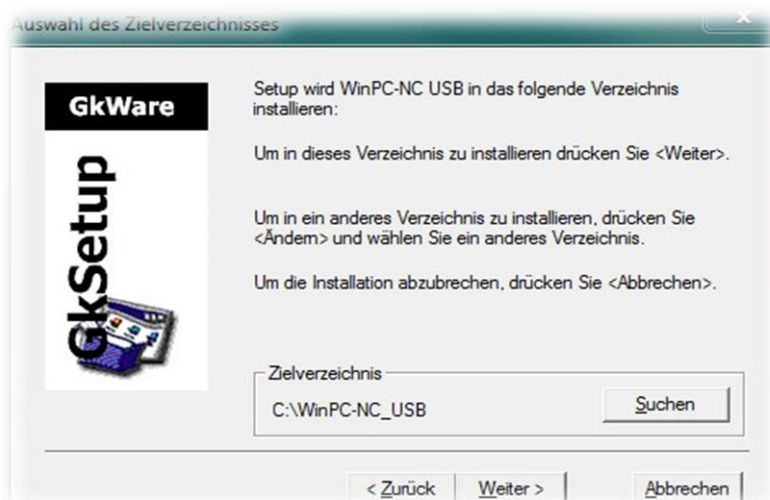 Auswahl des Zielverzeichnisses
GkWare
GkSetup
Setup wird WinPC-NC USB in das folgende Verzeichnis
installieren:
Um in dieses Verzeichnis zu installieren drücken Sie <Weiter>.
Um in ein anderes Verzeichnis zu installieren, drücken Sie
<Ändern> und wählen Sie ein anderes Verzeichnis.
Um die Installation abzubrechen, drücken Sie <Abbrechen>.
Zielverzeichnis
C:\WinPC-NC_USB
Suchen
< Zurück
Weiter >
Abbrechen